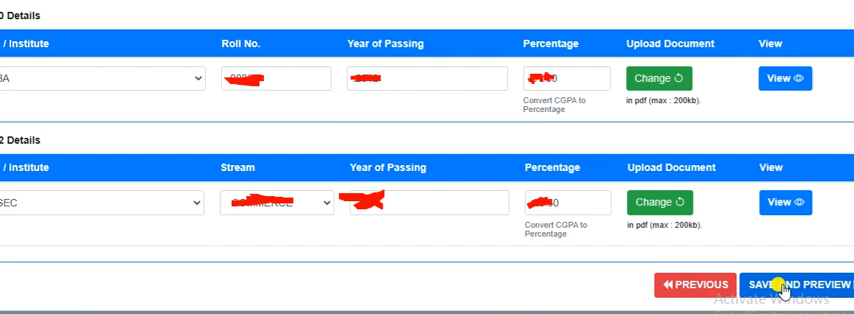 0 Details
/ Institute Roll No. Year of Passing Percentage Upload Document View
BA Change View
Convert CGPA to
Percentage
in pdf (max : 200kb).
2 Details
/ Institute Stream Year of Passing Percentage Upload Document View
SEC COMMERCE Change View
Convert CGPA to
Percentage
in pdf (max : 200kb).
PREVIOUS SAVE AND PREVIEW
Activate Windows